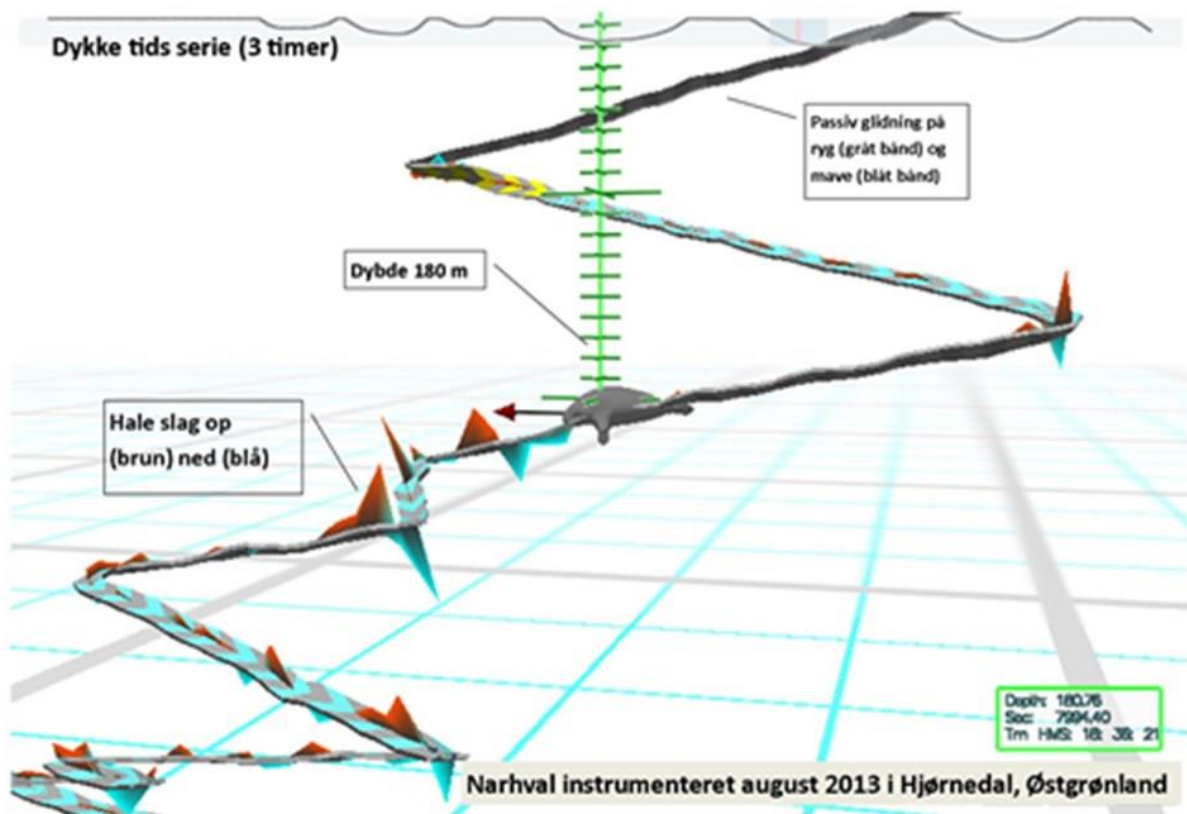 Dykke tids serie (3 timer)
Passiv glidning på
ryg (gråt bånd) og
mave (blåt bånd)
Dybde 180 m
Hale slag op
(brun) ned (blå)
Depth: 180.76
Sec: 7994.40
Tm HMS: 18: 38: 21
Narhval instrumenteret august 2013 i Hjørnedal, Østgrønland